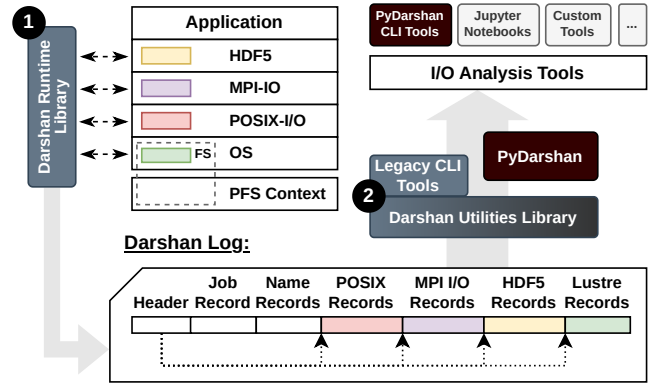 1
Darshan Runtime
Library
Application
HDF5
MPI-IO
POSIX-I/O
FS OS
PFS Context
PyDarshan
CLI Tools
Jupyter
Notebooks
Custom
Tools
...
I/O Analysis Tools
PyDarshan
Legacy CLI
Tools
2
Darshan Utilities Library
Darshan Log:
Header
Job
Record
Name
Records
POSIX
Records
MPI I/O
Records
HDF5
Records
Lustre
Records